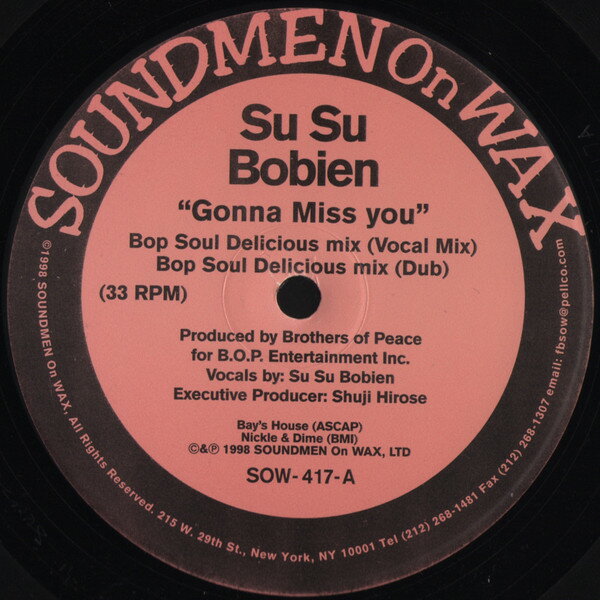 SOUNDMEN On WAX
Su Su
Bobien
“Gonna Miss you”
Bop Soul Delicious mix (Vocal Mix)
Bop Soul Delicious mix (Dub)
(33 RPM)
Produced by Brothers of Peace
for B.O.P. Entertainment Inc.
Vocals by: Su Su Bobien
Executive Producer: Shuji Hirose
Bay's House (ASCAP)
Nickle & Dime (BMI)
©&℗ 1998 SOUNDMEN On WAX, LTD
SOW-417-A
©1998 SOUNDMEN On WAX. All Rights Reserved. 215 W. 29th St., New York, NY 10001 Tel (212) 268-1481 Fax (212) 268-1307 email: fbsow@pellco.com